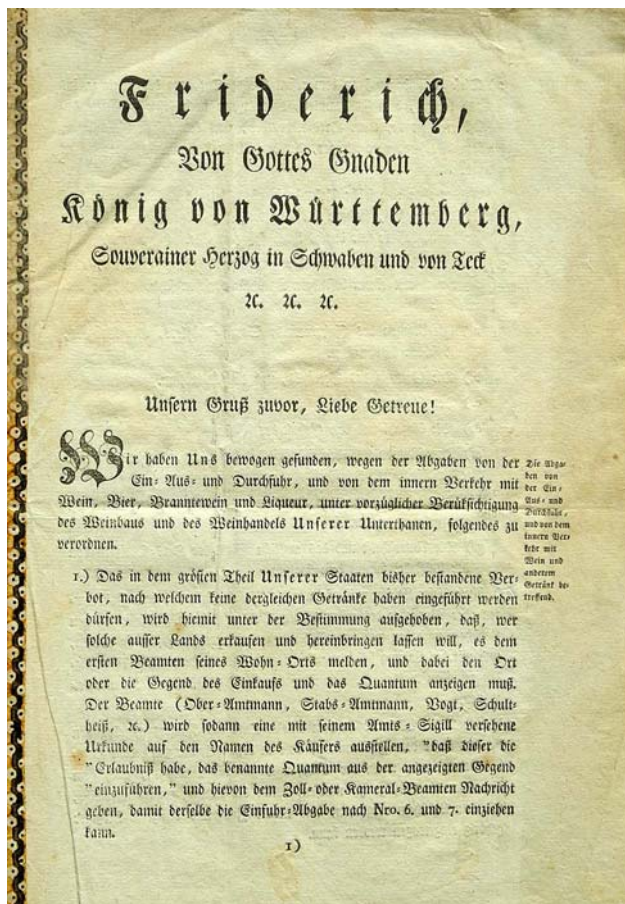 Friderich,
Von Gottes Gnaden
König von Württemberg,
Souverainer Herzog in Schwaben und von Teck
ꝛc. ꝛc. ꝛc.
Unsern Gruß zuvor, Liebe Getreue!
Wir haben Uns bewogen gefunden, wegen der Abgaben von der
Ein- Aus- und Durchfuhr, und von dem innern Verkehr mit
Wein, Bier, Branntewein und Liqueur, unter vorzüglicher Berüksichtigung
des Weinbaus und des Weinhandels Unserer Unterthanen, folgendes zu
verordnen.
Die Abga-
ben von
der Ein-
Aus- und
Durchfuhr,
und von dem
innern Ver-
kehr mit
Wein und
anderem
Getränk be-
treffend.
1.) Das in dem grösten Theil Unserer Staaten bisher bestandene Ver-
bot, nach welchem keine dergleichen Getränke haben eingeführt werden
dürfen, wird hiemit unter der Bestimmung aufgehoben, daß, wer
solche ausser Lands erkaufen und hereinbringen lassen will, es dem
ersten Beamten seines Wohn-Orts melden, und dabei den Ort
oder die Gegend des Einkaufs und das Quantum anzeigen muß.
Der Beamte (Ober-Amtmann, Stabs-Amtmann, Vogt, Schult-
heiß, ꝛc.) wird sodann eine mit seinem Amts-Sigill versehene
Urkunde auf den Namen des Käufers ausstellen, "daß dieser die
"Erlaubniß habe, das benannte Quantum aus der angezeigten Gegend
"einzuführen," und hievon dem Zoll- oder Kameral-Beamten Nachricht
geben, damit derselbe die Einfuhr-Abgabe nach Nro. 6. und 7. einziehen
kann.
1)